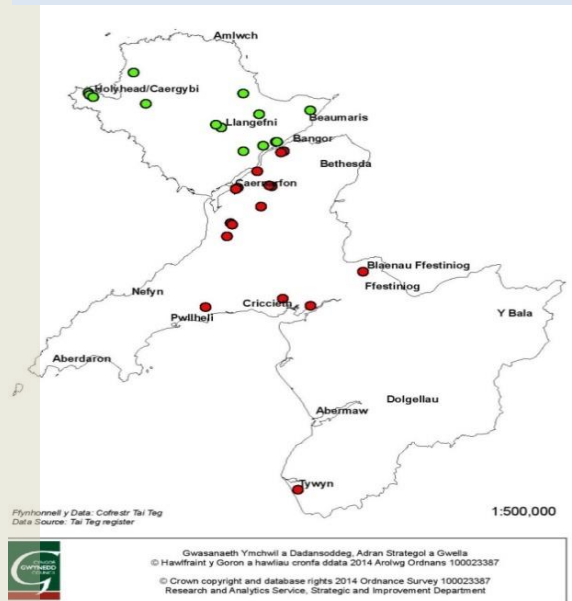 Amlwch
Holyhead/Caergybi
Llangefni
Beaumaris
Bangor
Bethesda
Caernarfon
Blaenau Ffestiniog
Ffestiniog
Nefyn
Criccieth
Y Bala
Pwllheli
Aberdaron
Dolgellau
Abermaw
Tywyn
Ffynhonnell y Data: Cofrestr Tai Teg
Data Source: Tai Teg register
1:500,000
CYNGOR
GWYNEDD
COUNCIL
Gwasanaeth Ymchwil a Dadansoddeg, Adran Strategol a Gwella
© Hawlfraint y Goron a hawliau cronfa ddata 2014 Arolwg Ordnans 100023387
© Crown copyright and database rights 2014 Ordnance Survey 100023387
Research and Analytics Service, Strategic and Improvement Department